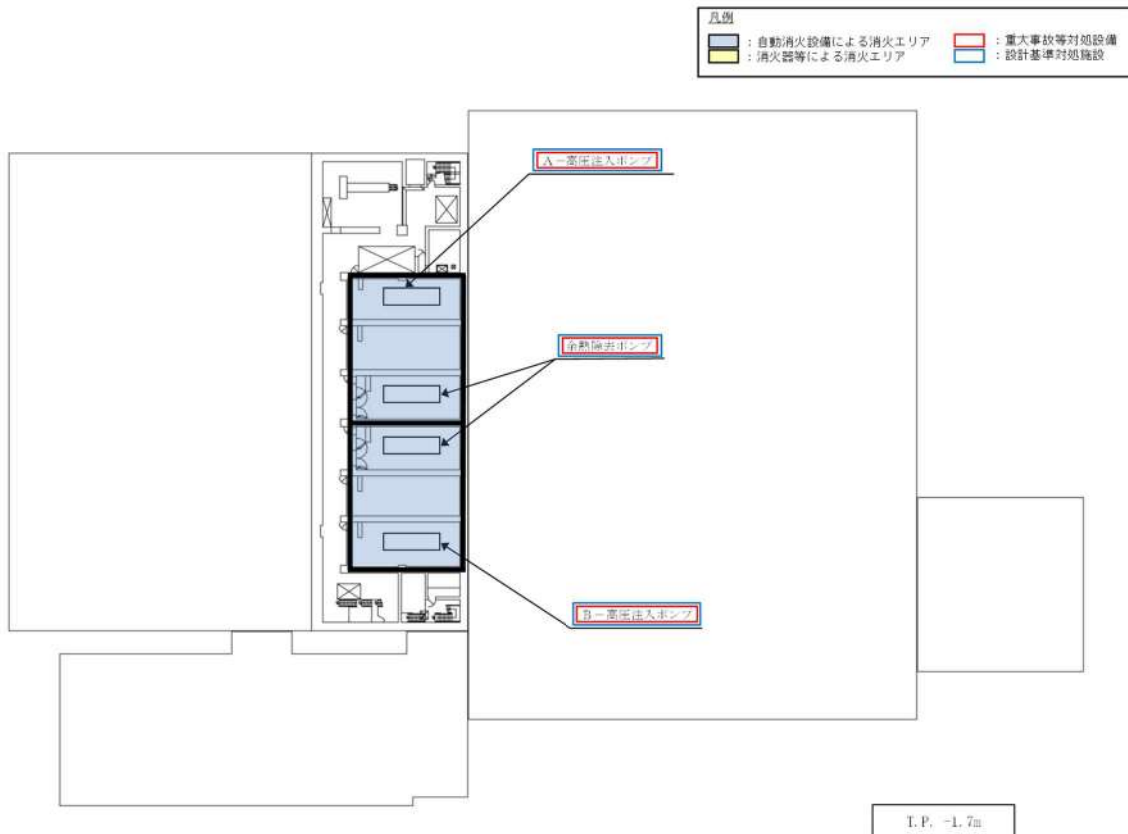 凡例
：自動消火設備による消火エリア
：消火器等による消火エリア
：重大事故等対処設備
：設計基準対処施設
A－高圧注入ポンプ
余熱除去ポンプ
B－高圧注入ポンプ
T.P. -1.7m